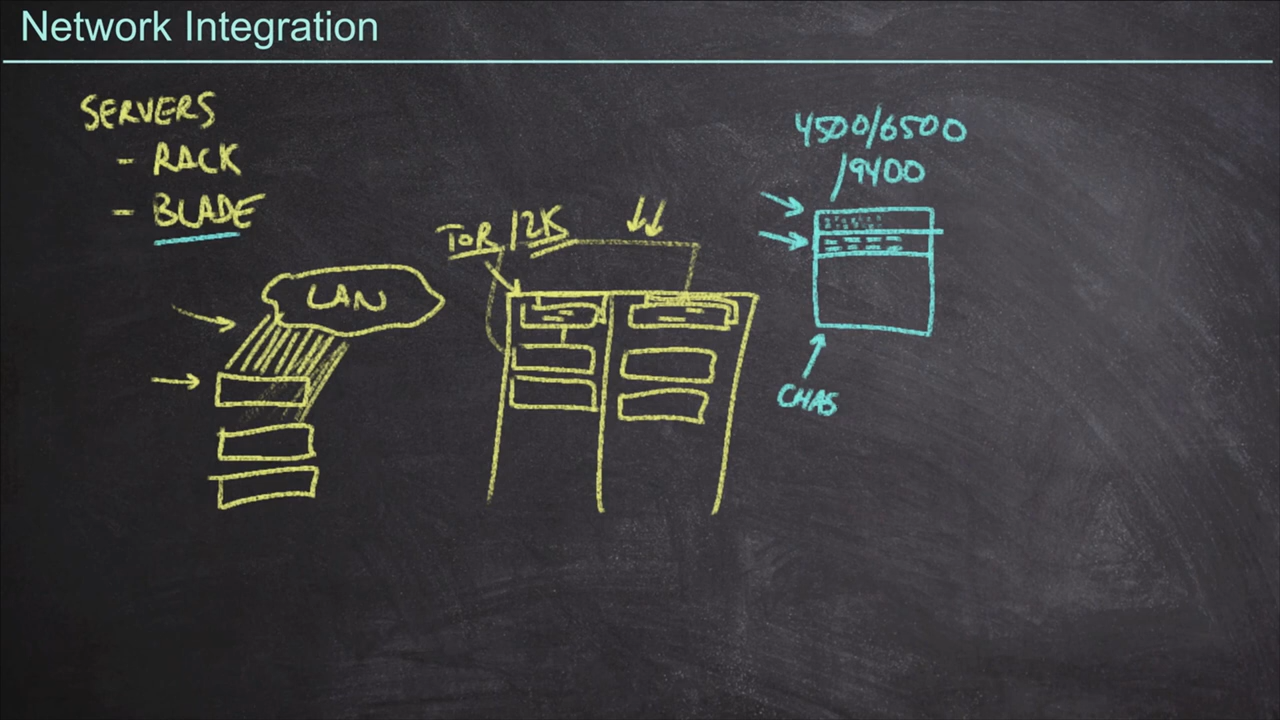 Network Integration
SERVERS
- RACK
- BLADE
LAN
ToR/2K
4500/6500
/9400
CHAS